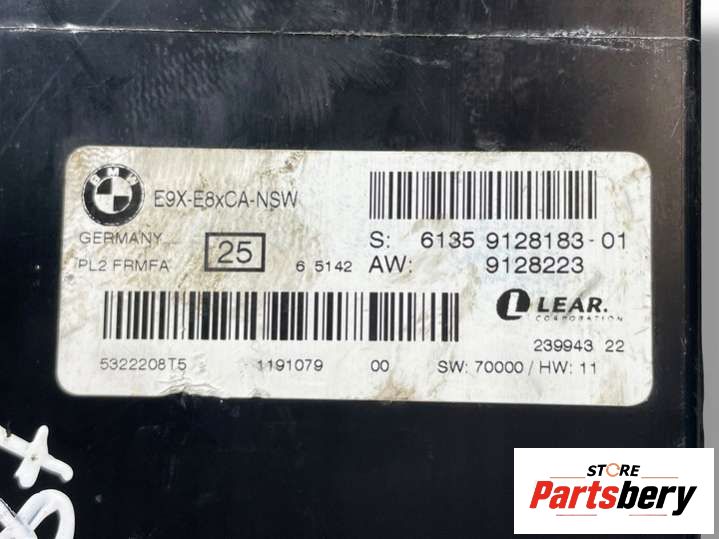 BMW
E9X-E8xCA-NSW
GERMANY
25
PL2 FRMFA
6 5142
S: 6135 9128183-01
AW: 9128223
LEAR.
CORPORATION
239943 22
5322208T5 1191079 00 SW: 70000 / HW: 11
STORE
Partsbery